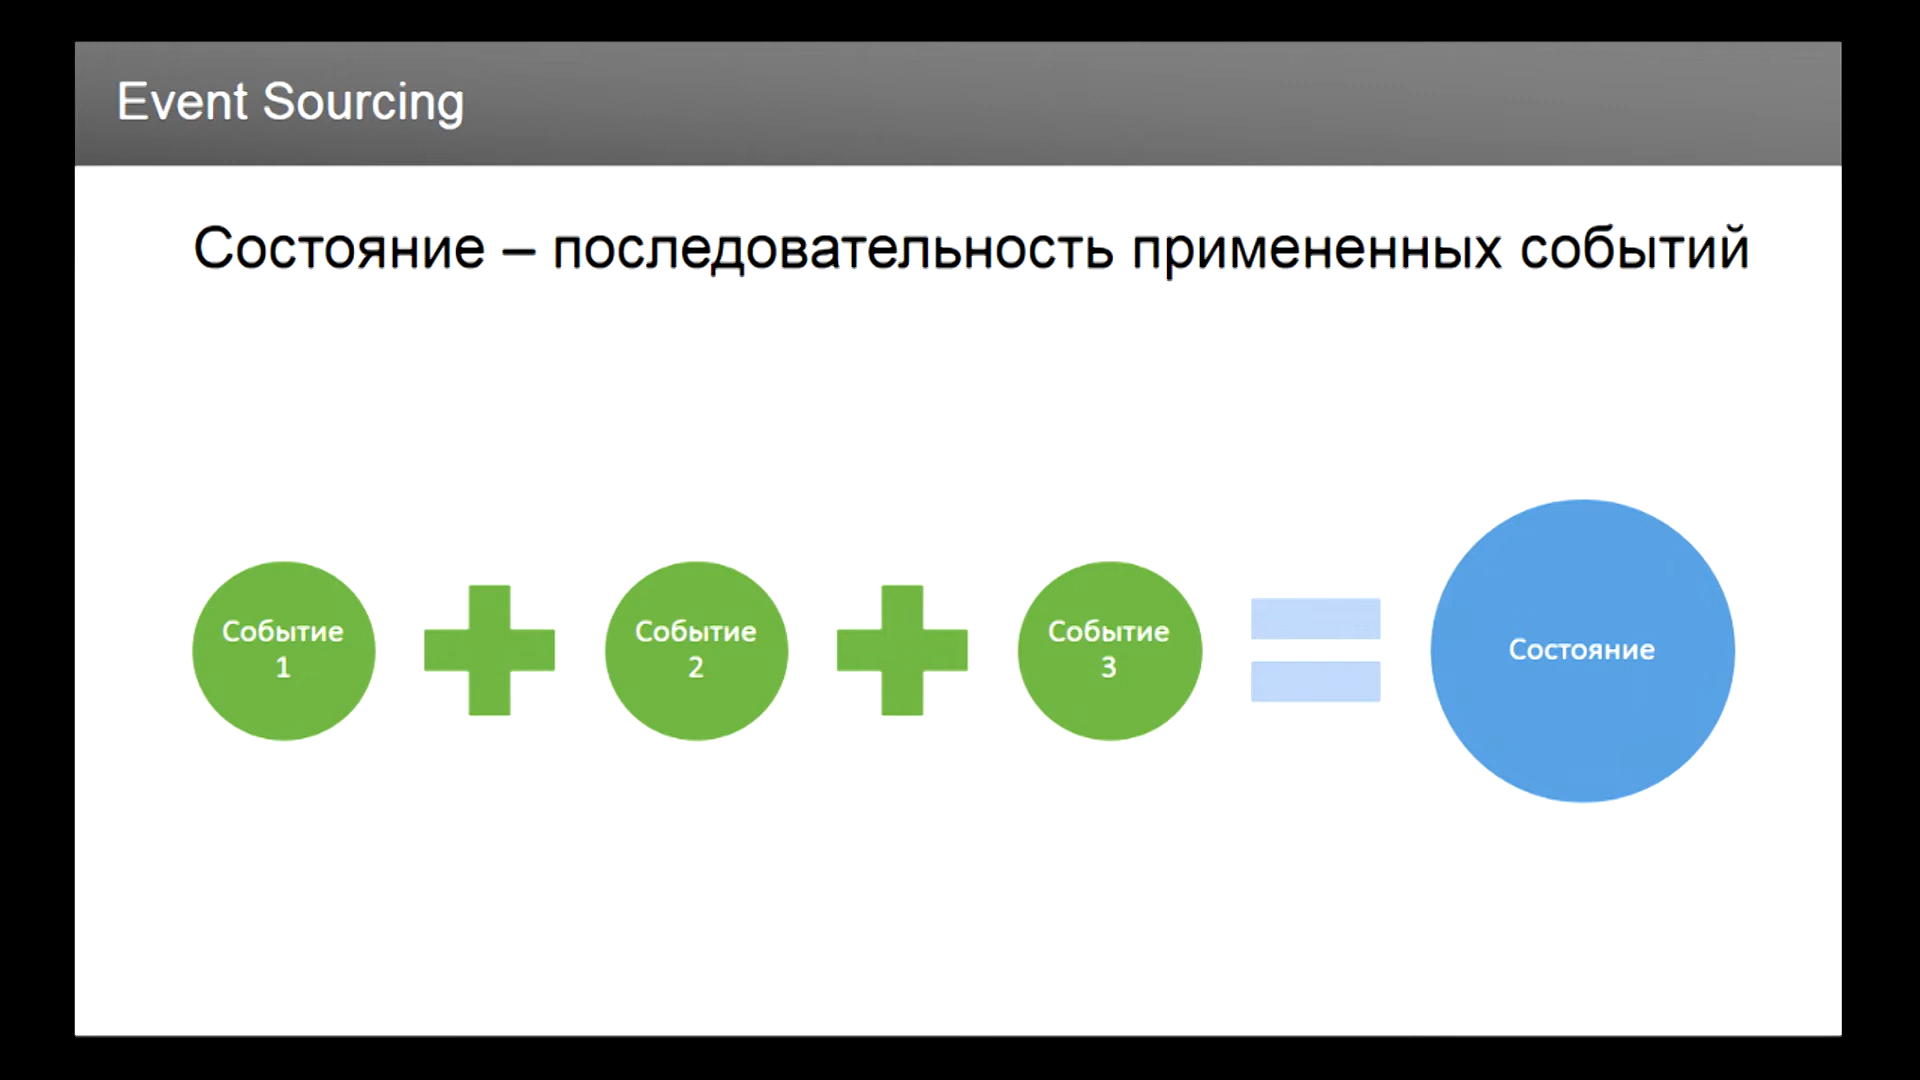 Event Sourcing
Состояние – последовательность примененных событий
Событие
1
Событие
2
Событие
3
Состояние